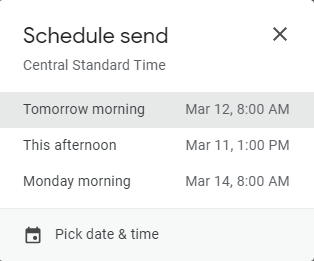 Schedule send
Central Standard Time
Tomorrow morning Mar 12, 8:00 AM
This afternoon Mar 11, 1:00 PM
Monday morning Mar 14, 8:00 AM
Pick date & time